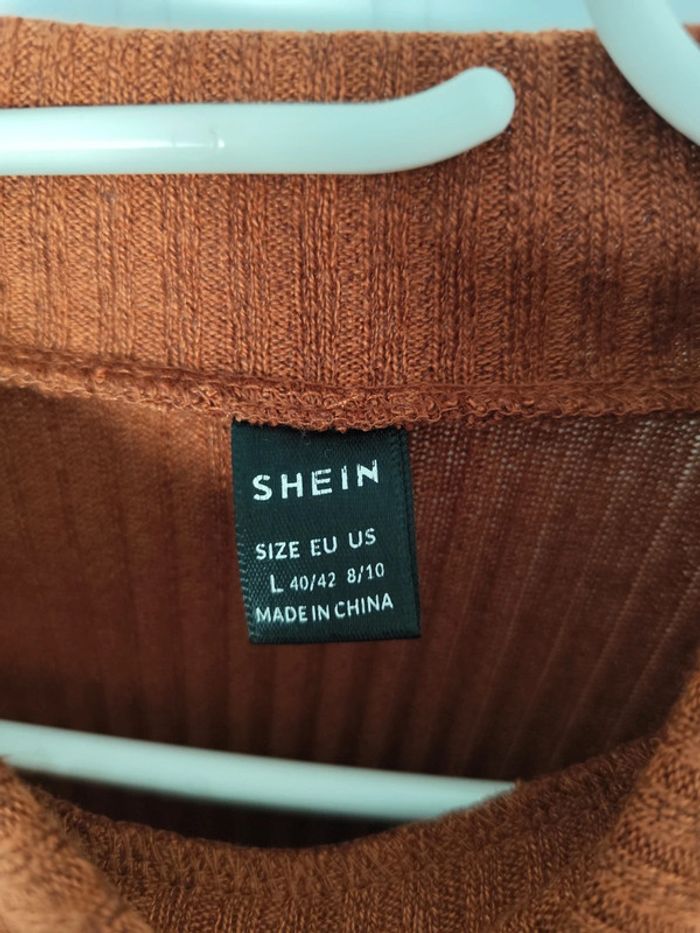 SHEIN
SIZE EU US
L 40/42 8/10
MADE IN CHINA